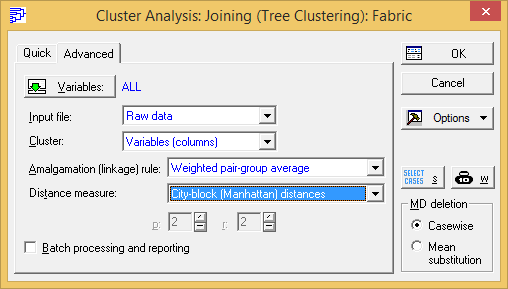 Cluster Analysis: Joining (Tree Clustering): Fabric
Quick Advanced
Variables: ALL
Input file: Raw data
Cluster: Variables (columns)
Amalgamation (linkage) rule: Weighted pair-group average
Distance measure: City-block (Manhattan) distances
p: 2 r: 2
Batch processing and reporting
OK
Cancel
Options
SELECT CASES S W
MD deletion
Casewise
Mean substitution